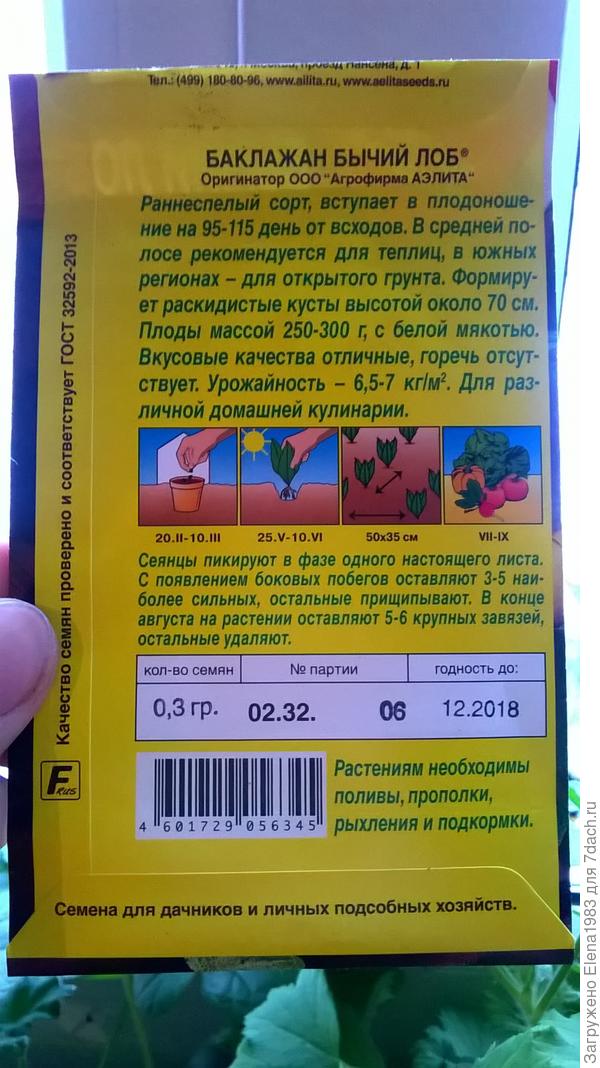 проезд Нансена, д. 1
Тел.: (499) 180-80-96, www.ailita.ru, www.aelitaseeds.ru
БАКЛАЖАН БЫЧИЙ ЛОБ®
Оригинатор ООО "Агрофирма АЭЛИТА"
Раннеспелый сорт, вступает в плодоноше-
ние на 95-115 день от всходов. В средней по-
лосе рекомендуется для теплиц, в южных
регионах – для открытого грунта. Формиру-
ет раскидистые кусты высотой около 70 см.
Плоды массой 250-300 г, с белой мякотью.
Вкусовые качества отличные, горечь отсут-
ствует. Урожайность – 6,5-7 кг/м². Для раз-
личной домашней кулинарии.
20.II-10.III
25.V-10.VI
50х35 см
VII-IX
Сеянцы пикируют в фазе одного настоящего листа.
С появлением боковых побегов оставляют 3-5 наи-
более сильных, остальные прищипывают. В конце
августа на растении оставляют 5-6 крупных завязей,
остальные удаляют.
кол-во семян № партии годность до:
0,3 гр. 02.32. 06 12.2018
4 601729 056345
Растениям необходимы
поливы, прополки,
рыхления и подкормки.
Качество семян проверено и соответствует ГОСТ 32592-2013
F RUS
Семена для дачников и личных подсобных хозяйств.
Загружено Elena1983 для 7dach.ru